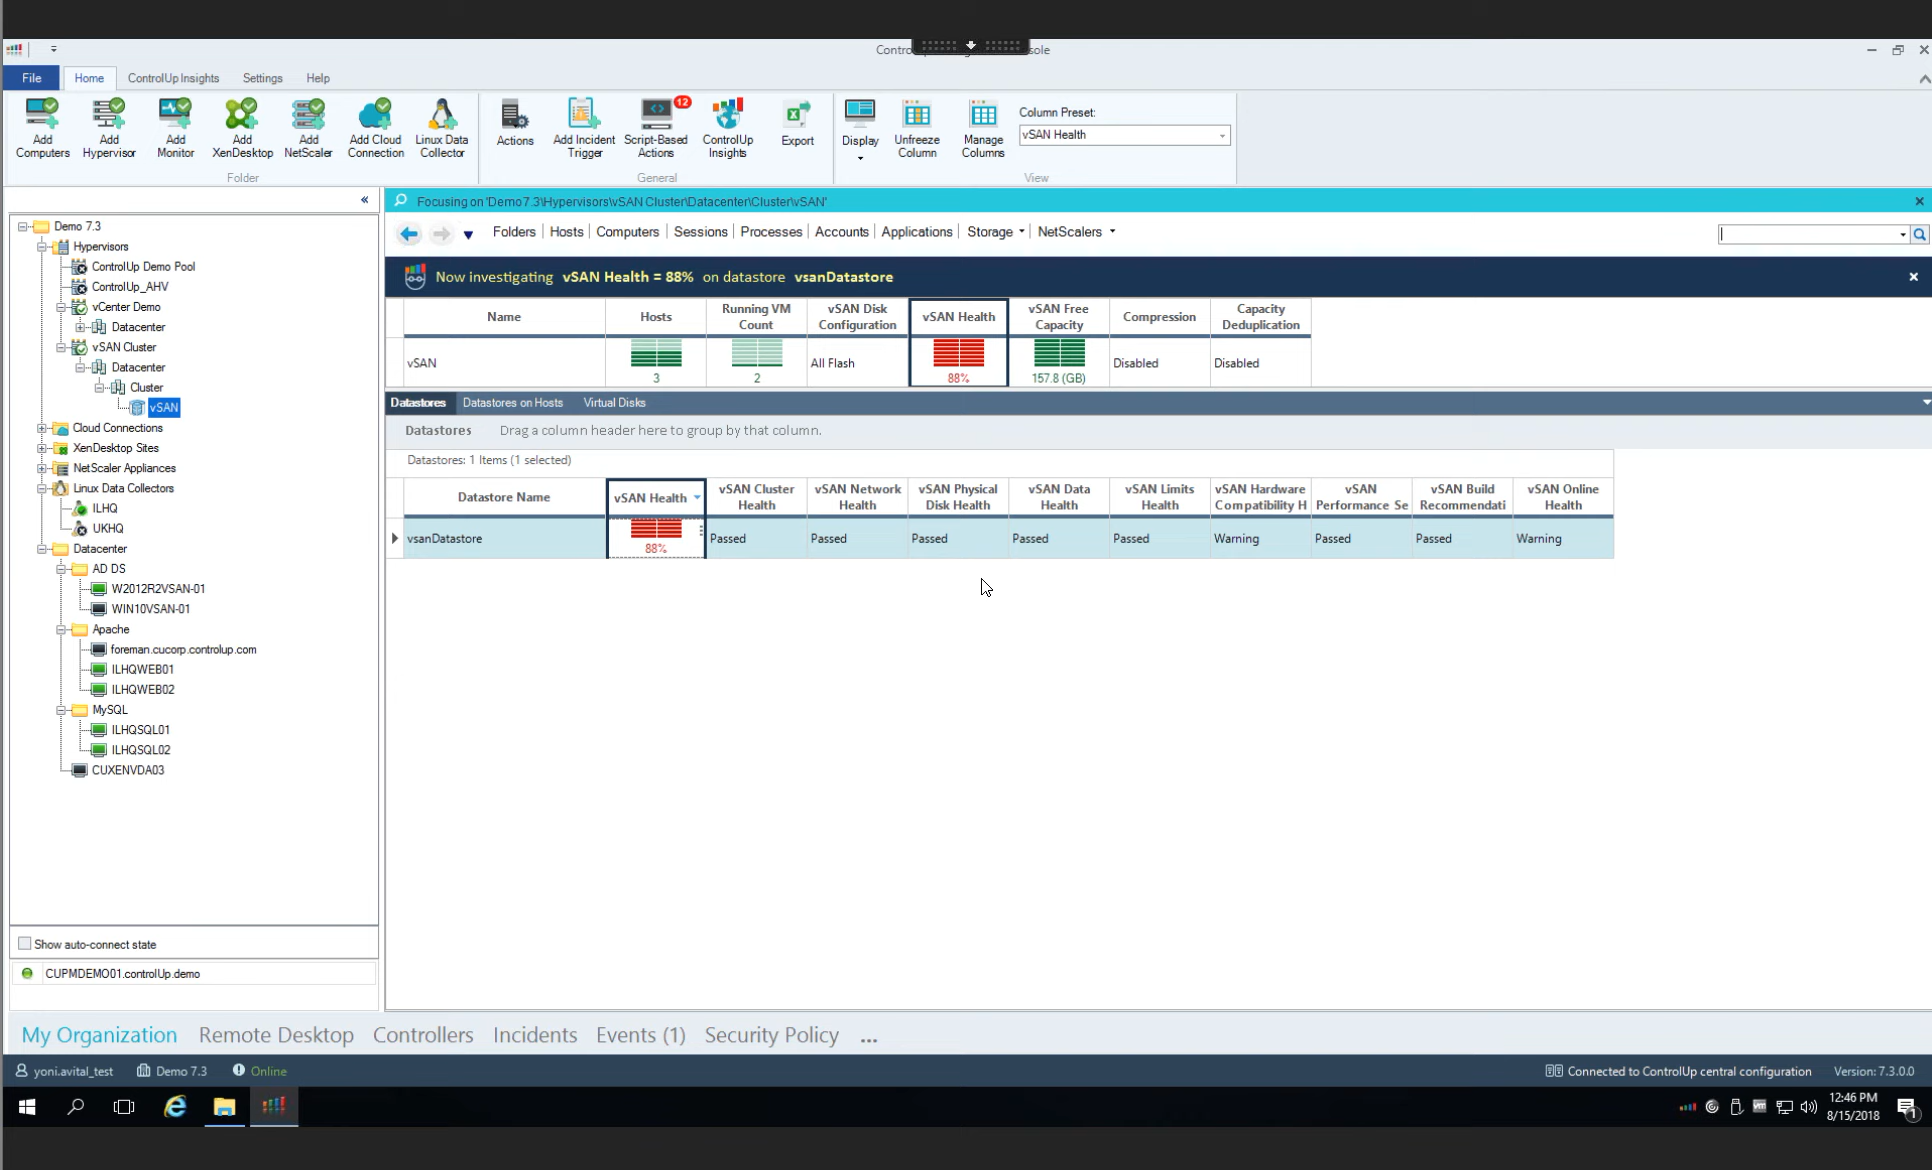 Contro
sole
File
Home
ControlUp Insights
Settings
Help
Add Computers
Add Hypervisor
Add Monitor
Add XenDesktop
Add NetScaler
Add Cloud Connection
Linux Data Collector
Folder
Actions
Add Incident Trigger
Script-Based Actions
12
ControlUp Insights
Export
General
Display
Unfreeze Column
Manage Columns
Column Preset:
vSAN Health
View
«
Demo 7.3
Hypervisors
ControlUp Demo Pool
ControlUp_AHV
vCenter Demo
Datacenter
vSAN Cluster
Datacenter
Cluster
vSAN
Cloud Connections
XenDesktop Sites
NetScaler Appliances
Linux Data Collectors
ILHQ
UKHQ
Datacenter
AD DS
W2012R2VSAN-01
WIN10VSAN-01
Apache
foreman.cucorp.controlup.com
ILHQWEB01
ILHQWEB02
MySQL
ILHQSQL01
ILHQSQL02
CUXENVDA03
Show auto-connect state
CUPMDEMO01.controlUp.demo
Focusing on 'Demo7.3\Hypervisors\vSAN Cluster\Datacenter\Cluster\vSAN'
Folders | Hosts | Computers | Sessions | Processes | Accounts | Applications | Storage | NetScalers
Now investigating vSAN Health = 88% on datastore vsanDatastore
Name
Hosts
Running VM Count
vSAN Disk Configuration
vSAN Health
vSAN Free Capacity
Compression
Capacity Deduplication
vSAN
3
2
All Flash
88%
157.8 (GB)
Disabled
Disabled
Datastores
Datastores on Hosts
Virtual Disks
Datastores
Drag a column header here to group by that column.
Datastores: 1 Items (1 selected)
Datastore Name
vSAN Health
vSAN Cluster Health
vSAN Network Health
vSAN Physical Disk Health
vSAN Data Health
vSAN Limits Health
vSAN Hardware Compatibility H
vSAN Performance Se
vSAN Build Recommendati
vSAN Online Health
vsanDatastore
88%
Passed
Passed
Passed
Passed
Passed
Warning
Passed
Passed
Warning
My Organization
Remote Desktop
Controllers
Incidents
Events (1)
Security Policy
...
yoni.avital_test
Demo 7.3
Online
Connected to ControlUp central configuration
Version: 7.3.0.0
12:46 PM
8/15/2018
1